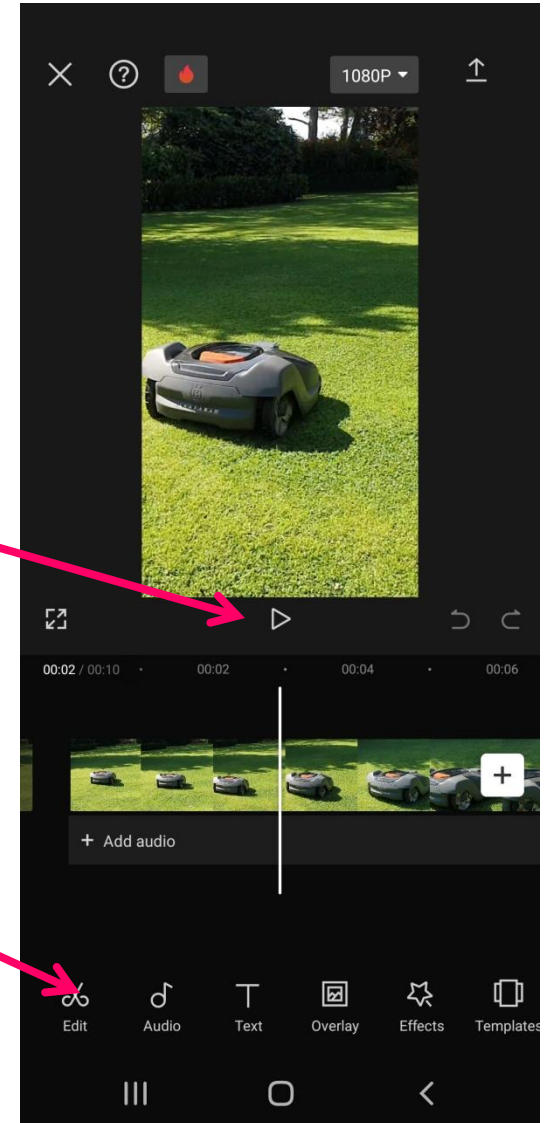 1080P
00:02 / 00:10 00:02 00:04 00:06
+ Add audio
Edit Audio Text Overlay Effects Templates